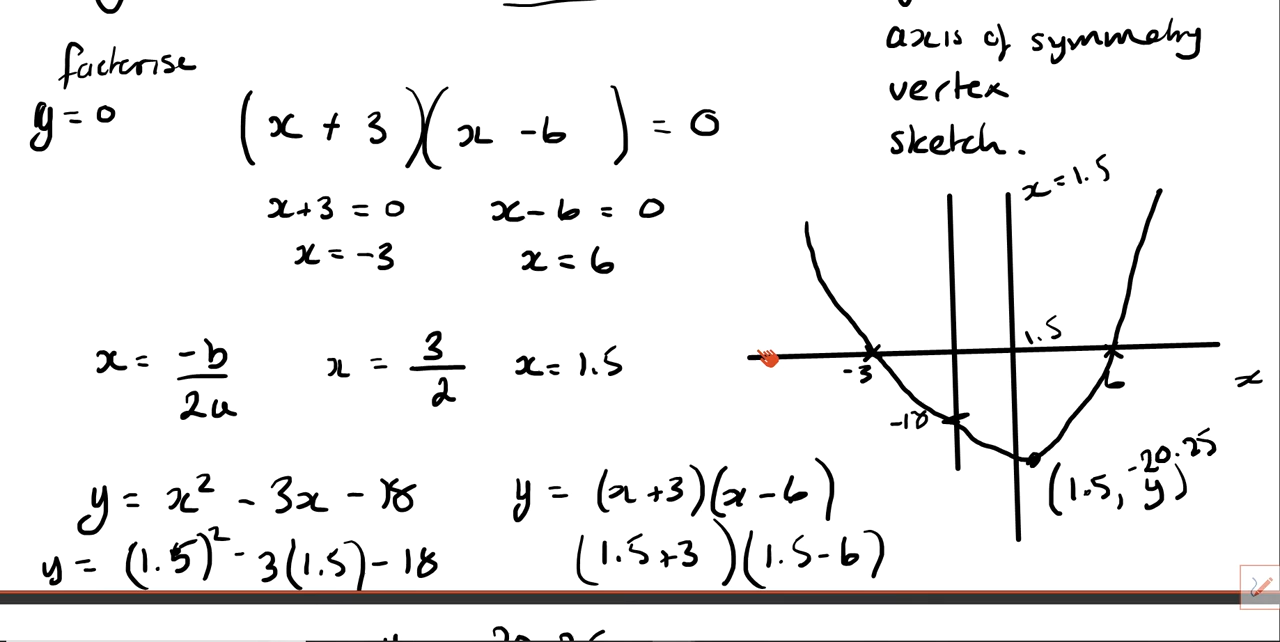 factorise
y = 0 (x + 3)(x - 6) = 0
x+3 = 0 x - 6 = 0
x = -3 x = 6
x = -b/2a x = 3/2 x = 1.5
y = x² - 3x - 18 y = (x+3)(x-6)
y = (1.5)² - 3(1.5) - 18 (1.5+3)(1.5-6)
axis of symmetry
vertex
sketch.
x=1.5
1.5
-3
6
x
-18
-20.25
(1.5, y)